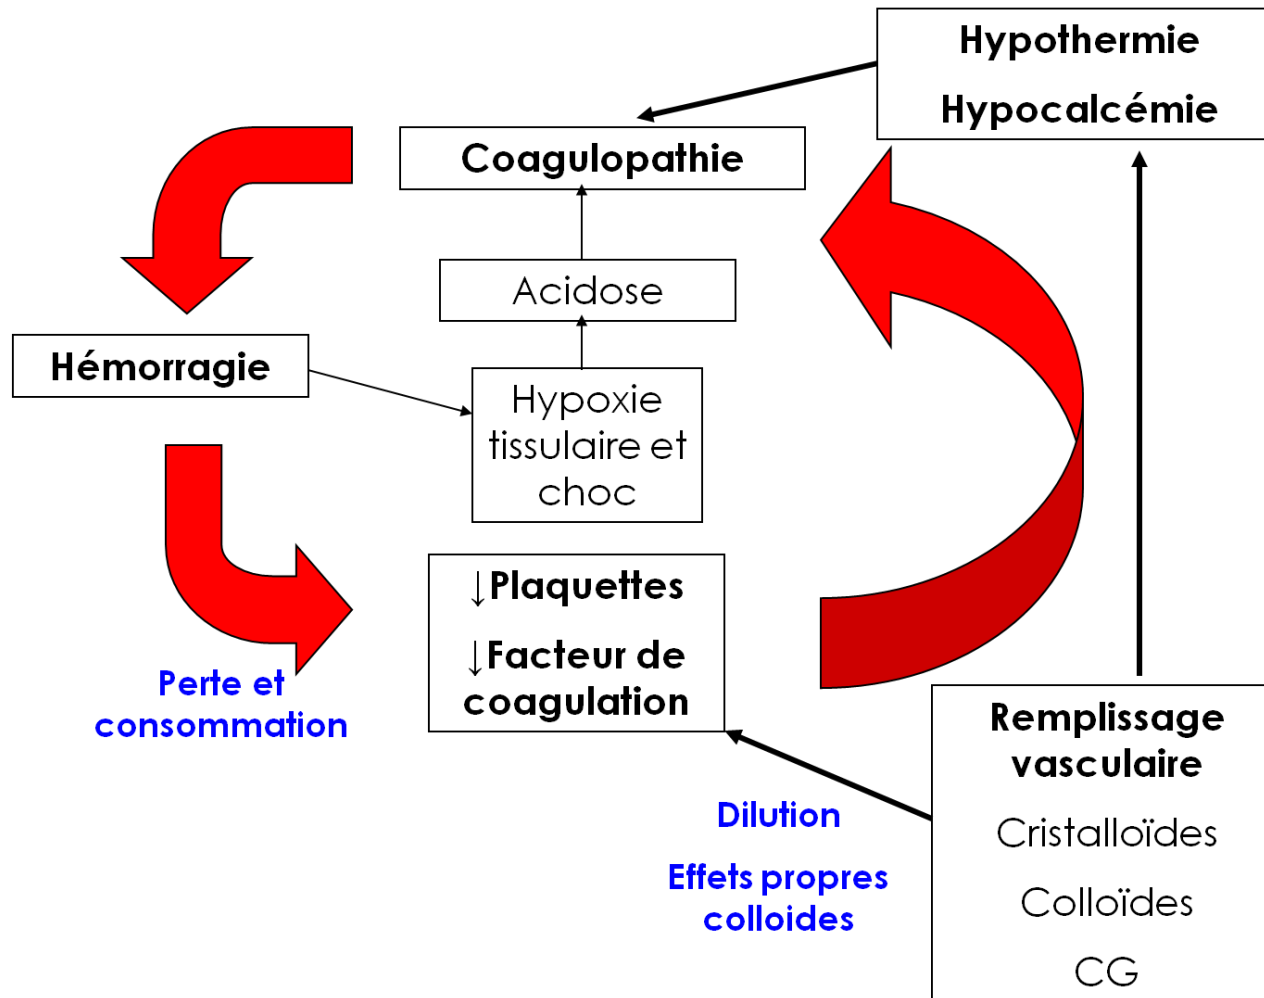 Hypothermie
Hypocalcémie
Coagulopathie
Acidose
Hémorragie
Hypoxie
tissulaire et
choc
↓Plaquettes
↓Facteur de
coagulation
Perte et
consommation
Remplissage
vasculaire
Cristalloïdes
Colloïdes
CG
Dilution
Effets propres
colloides